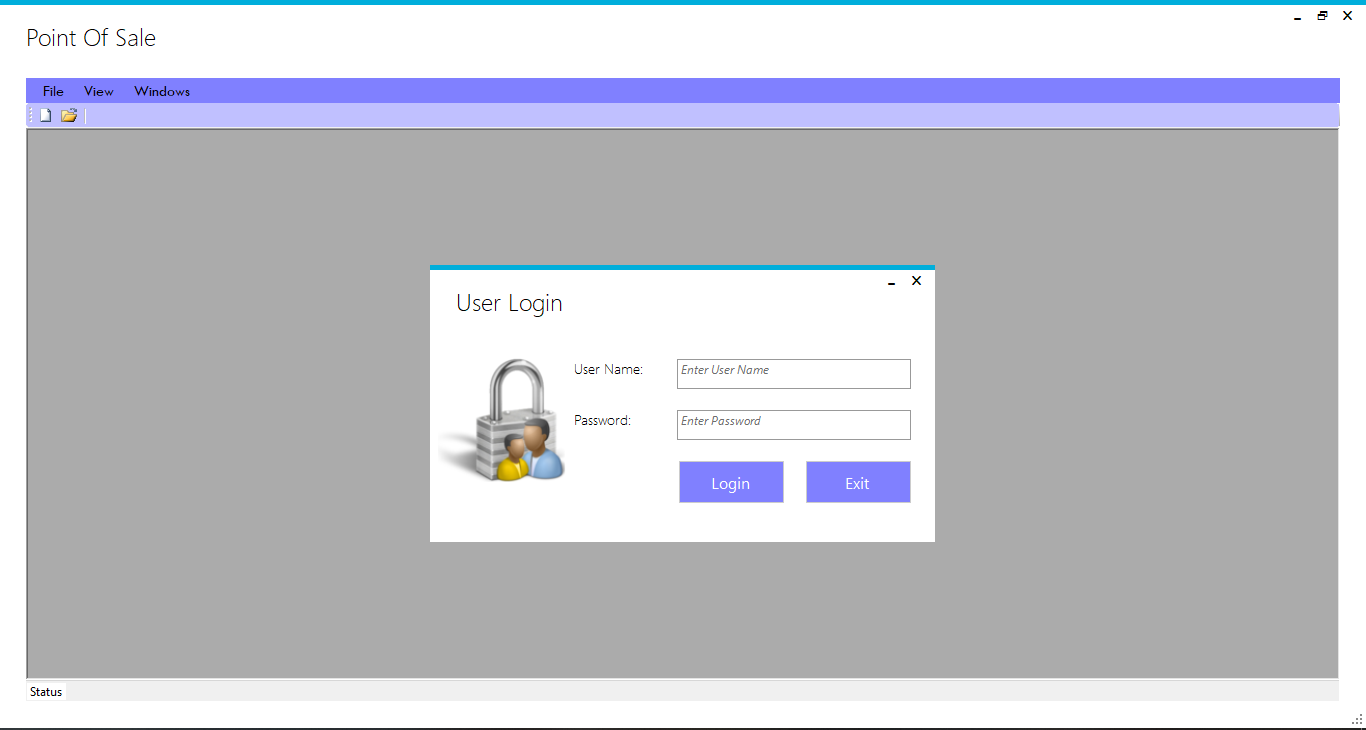 Point Of Sale
File View Windows
User Login
User Name: Enter User Name
Password: Enter Password
Login Exit
Status